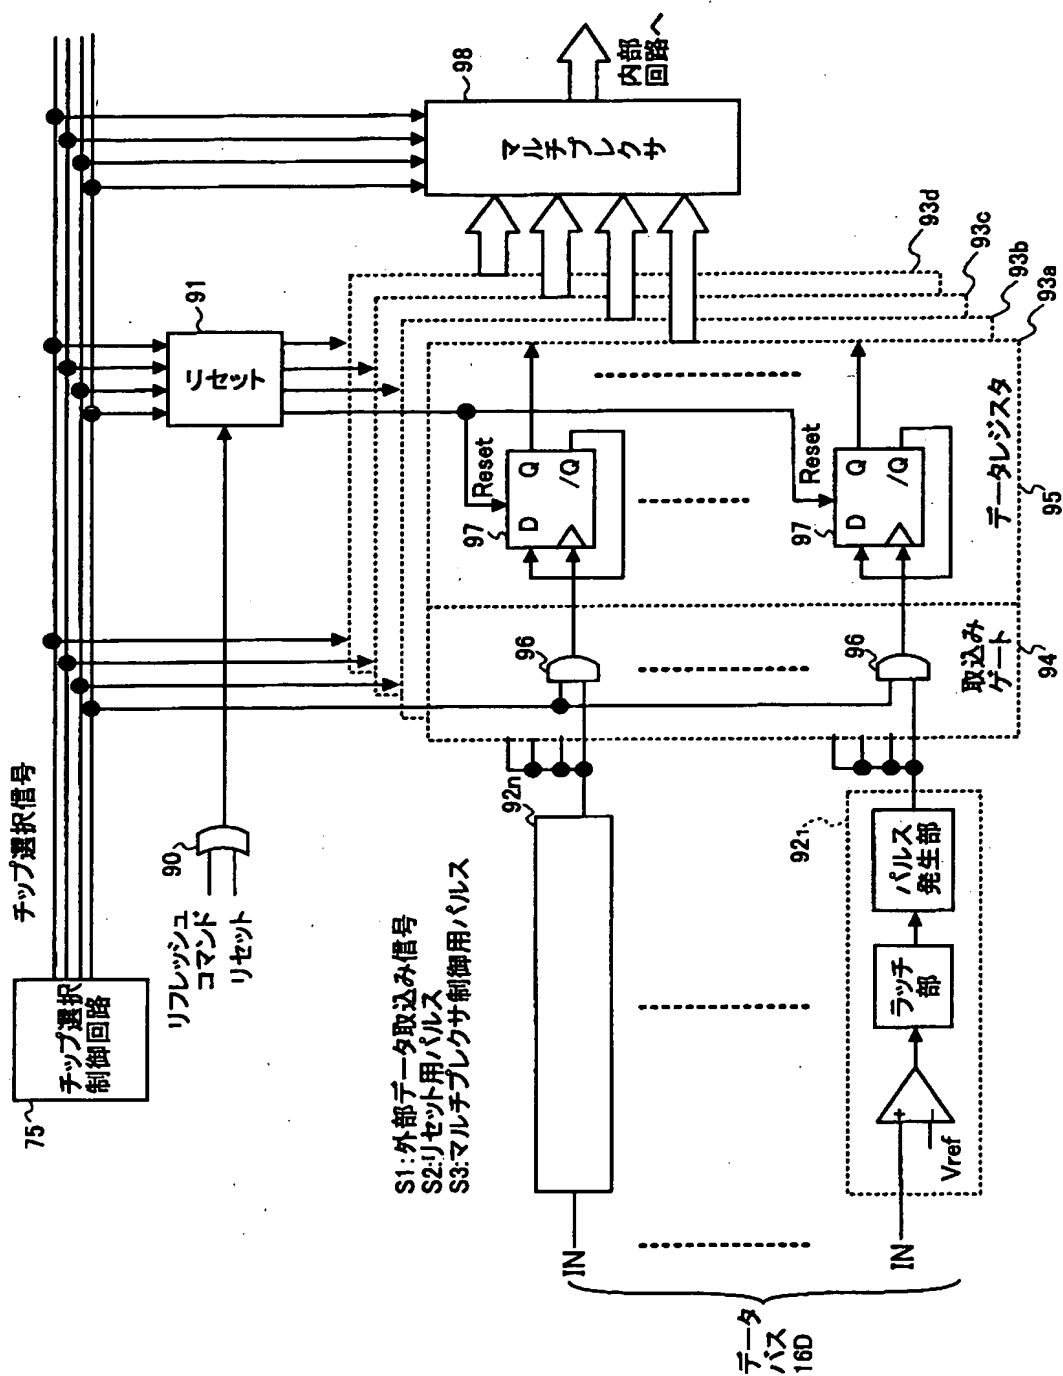 75
チップ選択
制御回路
チップ選択信号
リフレッシュ
コマンド
リセット
90
91
リセット
98
マルチプレクサ
内部
回路へ
S1:外部データ取込み信号
S2:リセット用パルス
S3:マルチプレクサ制御用パルス
92n
96
97
D
Q
/Q
Reset
93d
93c
93b
93a
IN
データ
バス
16D
IN
Vref
ラッチ
部
パルス
発生部
921
96
取込み
ゲート
94
97
D
Q
/Q
Reset
データレジスタ
95